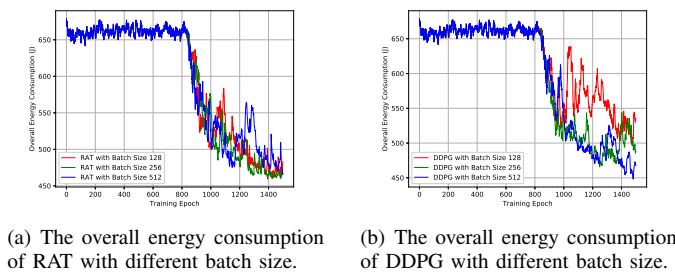 650
600
550
500
450
Overall Energy Consumption (J)
RAT with Batch Size 128
RAT with Batch Size 256
RAT with Batch Size 512
0 200 400 600 800 1000 1200 1400
Training Epoch
(a) The overall energy consumption
of RAT with different batch size.
650
600
550
500
450
Overall Energy Consumption (J)
DDPG with Batch Size 128
DDPG with Batch Size 256
DDPG with Batch Size 512
0 200 400 600 800 1000 1200 1400
Training Epoch
(b) The overall energy consumption
of DDPG with different batch size.